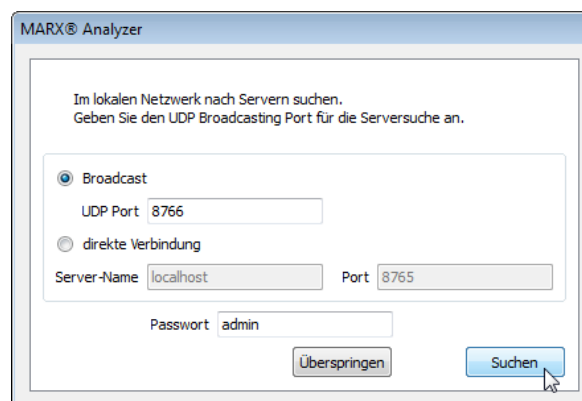 MARX® Analyzer
Im lokalen Netzwerk nach Servern suchen.
Geben Sie den UDP Broadcasting Port für die Serversuche an.
Broadcast
UDP Port 8766
direkte Verbindung
Server-Name localhost Port 8765
Passwort admin
Überspringen Suchen